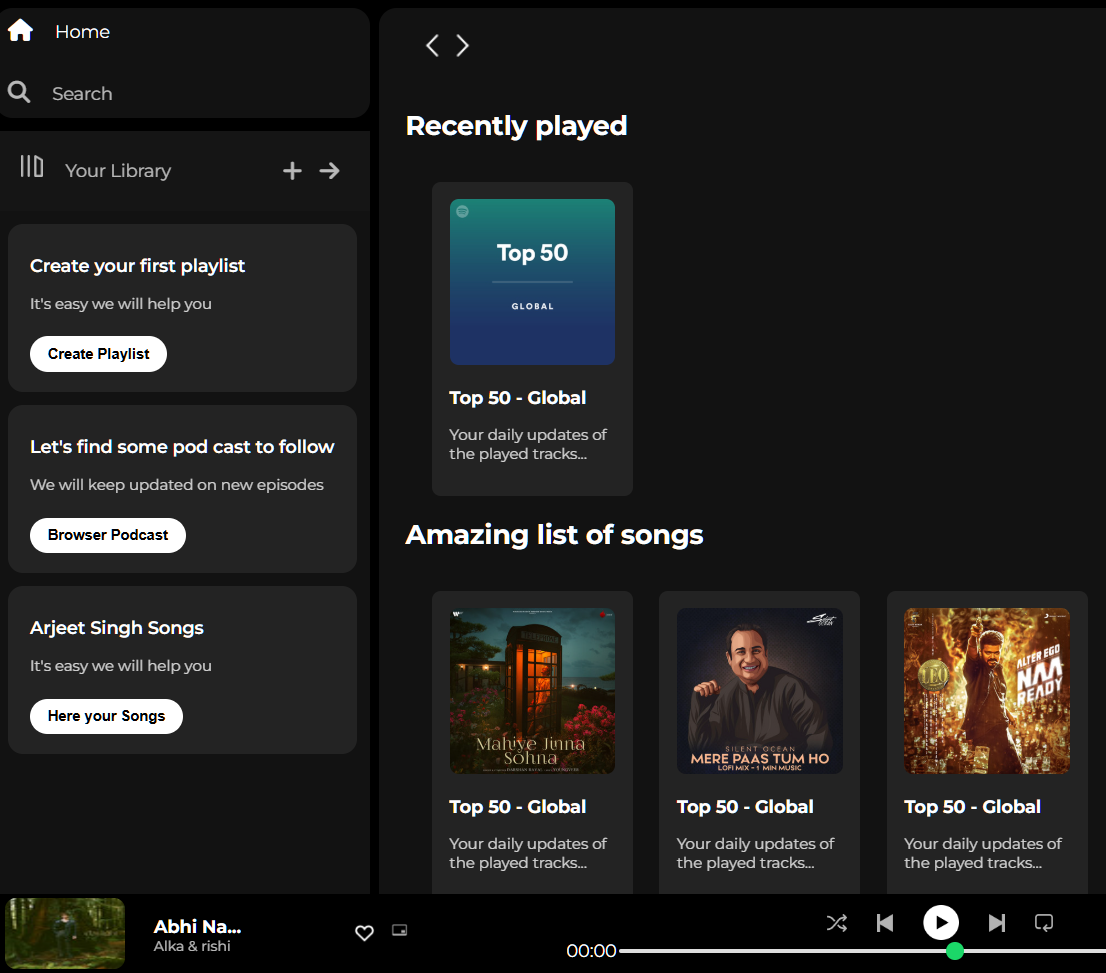 Home
Search
Your Library
Create your first playlist
It's easy we will help you
Create Playlist
Let's find some pod cast to follow
We will keep updated on new episodes
Browser Podcast
Arjeet Singh Songs
It's easy we will help you
Here your Songs
Recently played
Top 50
GLOBAL
Top 50 - Global
Your daily updates of
the played tracks...
Amazing list of songs
Mahiye Jinna
Sohna
Top 50 - Global
Your daily updates of
the played tracks...
Silent
Ocean
SILENT OCEAN
MERE PAAS TUM HO
LOFI MIX - 1 MIN MUSIC
Top 50 - Global
Your daily updates of
the played tracks...
LEO
ALTER EGO
NAA
READY
Top 50 - Global
Your daily updates of
the played tracks...
Abhi Na...
Alka & rishi
00:00